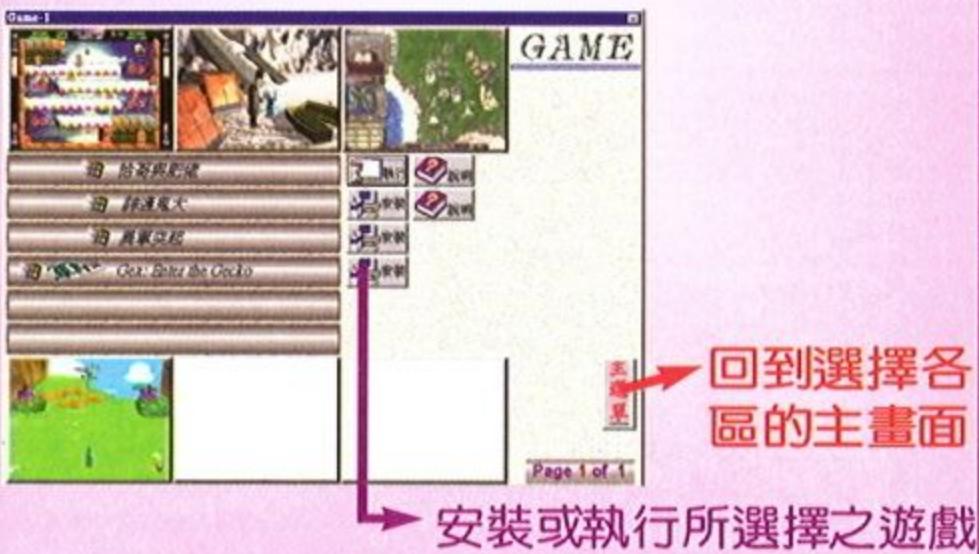 Game-1
GAME
執行
說明
安裝
說明
安裝
Gex: Enter the Gecko
安裝
主選單
回到選擇各
區的主畫面
Page 1 of 1
安裝或執行所選擇之遊戲